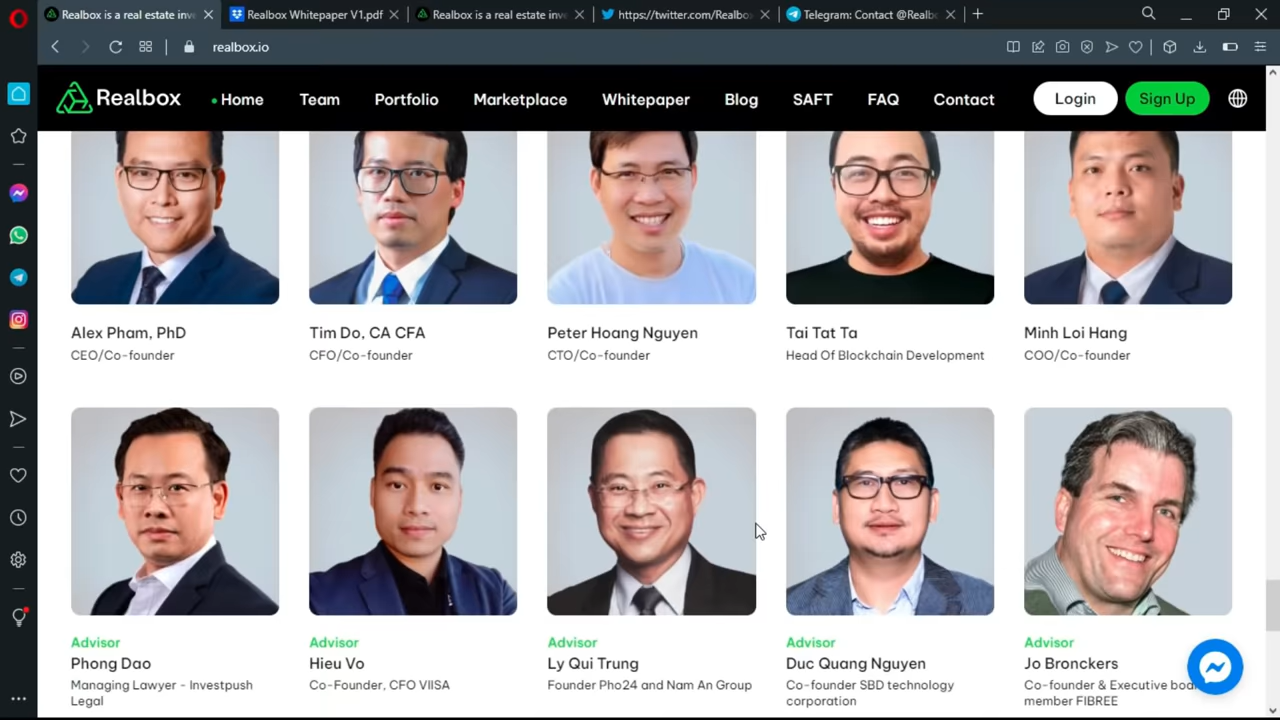 Realbox is a real estate inve
Realbox Whitepaper V1.pdf
Realbox is a real estate inve
https://twitter.com/Realbo
Telegram: Contact @Realb
realbox.io
Realbox
Home
Team
Portfolio
Marketplace
Whitepaper
Blog
SAFT
FAQ
Contact
Login
Sign Up
Alex Pham, PhD
CEO/Co-founder
Tim Do, CA CFA
CFO/Co-founder
Peter Hoang Nguyen
CTO/Co-founder
Tai Tat Ta
Head Of Blockchain Development
Minh Loi Hang
COO/Co-founder
Advisor
Phong Dao
Managing Lawyer - Investpush
Legal
Advisor
Hieu Vo
Co-Founder, CFO VIISA
Advisor
Ly Qui Trung
Founder Pho24 and Nam An Group
Advisor
Duc Quang Nguyen
Co-founder SBD technology
corporation
Advisor
Jo Bronckers
Co-founder & Executive boa
member FIBREE